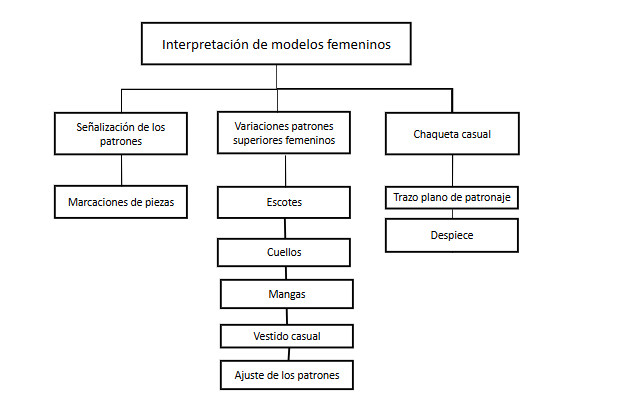 Interpretación de modelos femeninos
Señalización de los
patrones
Variaciones patrones
superiores femeninos
Chaqueta casual
Marcaciones de piezas
Escotes
Trazo plano de patronaje
Cuellos
Despiece
Mangas
Vestido casual
Ajuste de los patrones